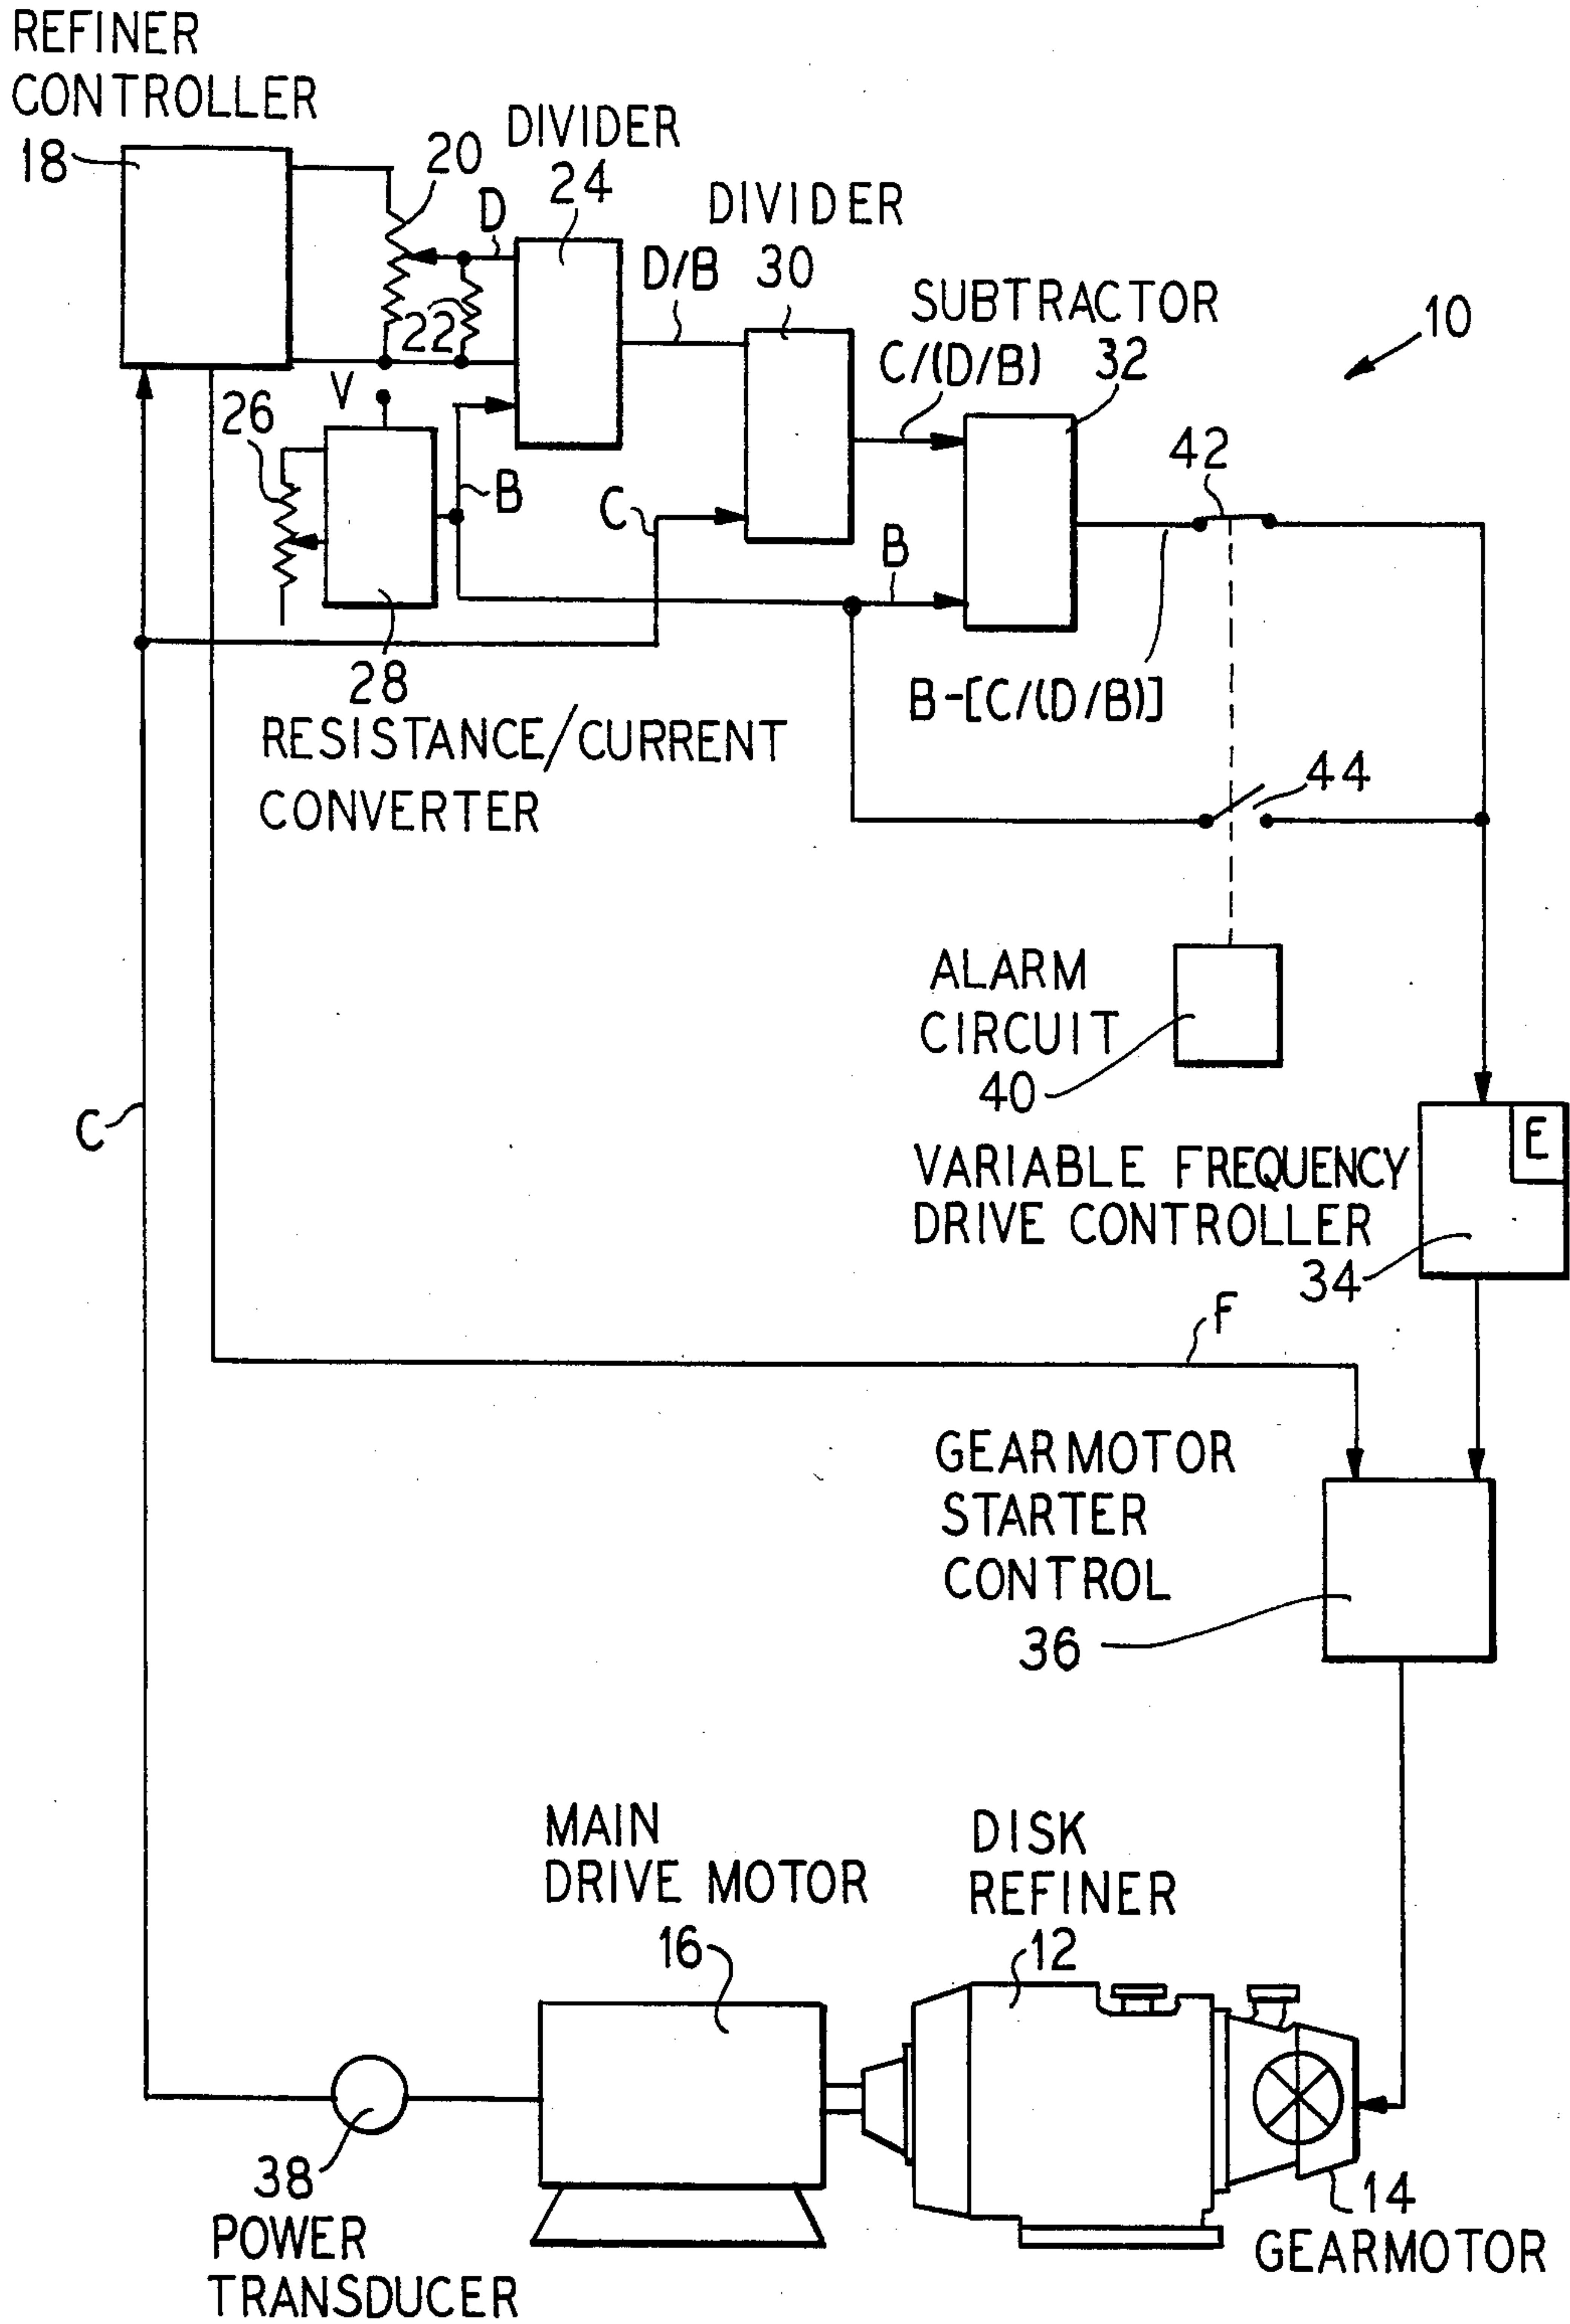 REFINER
CONTROLLER
18
20
DIVIDER
24
D
22
DIVIDER
30
D/B
SUBTRACTOR
32
C/(D/B)
10
V
26
B
C
B
42
28
RESISTANCE/CURRENT
CONVERTER
B-[C/(D/B)]
44
ALARM
CIRCUIT
40
C
E
VARIABLE FREQUENCY
DRIVE CONTROLLER
34
F
GEARMOTOR
STARTER
CONTROL
36
MAIN
DRIVE MOTOR
16
DISK
REFINER
12
38
POWER
TRANSDUCER
14
GEARMOTOR